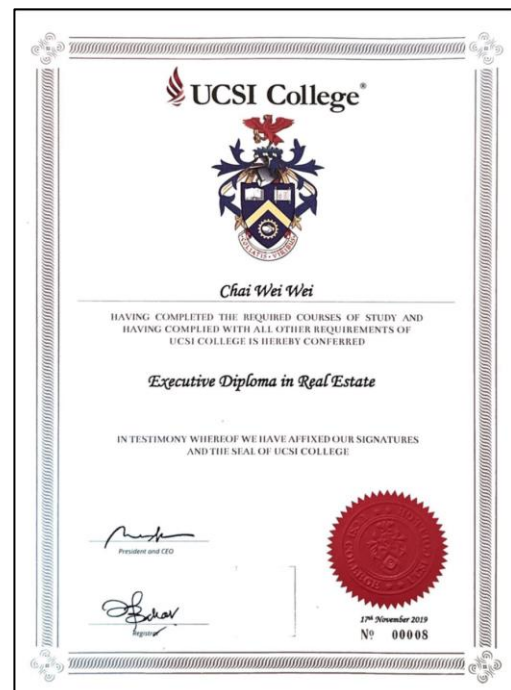 UCSI College®
COLLATIS VIRIBUS
Chai Wei Wei
HAVING COMPLETED THE REQUIRED COURSES OF STUDY AND
HAVING COMPLIED WITH ALL OTHER REQUIREMENTS OF
UCSI COLLEGE IS HEREBY CONFERRED
Executive Diploma in Real Estate
IN TESTIMONY WHEREOF WE HAVE AFFIXED OUR SIGNATURES
AND THE SEAL OF UCSI COLLEGE
President and CEO
Registrar
17th November 2019
Nº 00008